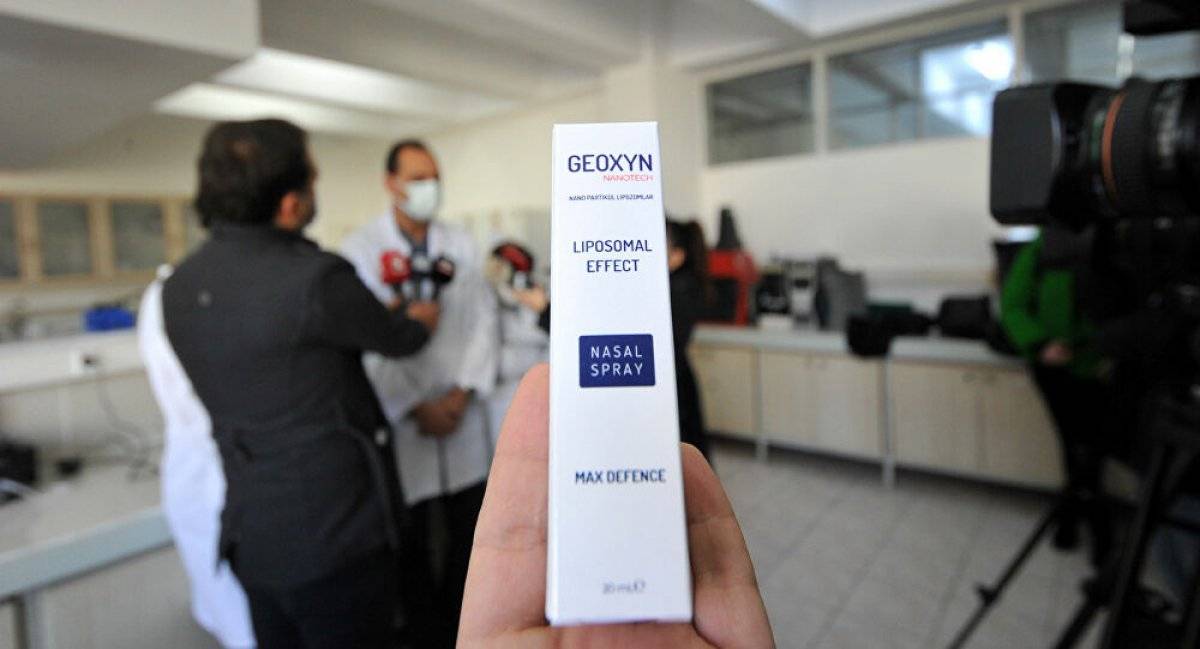 GEOXYN
NANOTECH
NANO PARTİKÜL LİPOZOMLAR
LIPOSOMAL
EFFECT
NASAL
SPRAY
MAX DEFENCE
20 mL℮